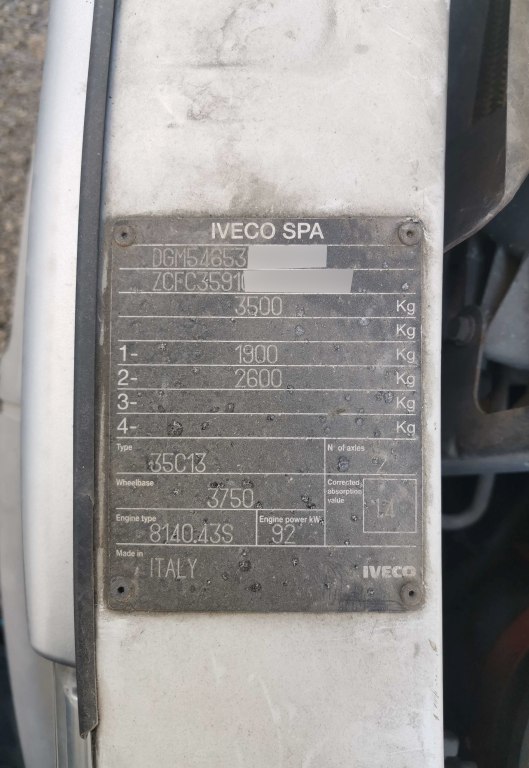 IVECO SPA
DGM54653
ZCFC3591
3500 Kg
Kg
1- 1900 Kg
2- 2600 Kg
3- Kg
4- Kg
Type
35C13
N° of axles
2
Wheelbase
3750
Corrected absorption value
1.4
Engine type
8140.43S
Engine power kW
92
Made in
ITALY
IVECO